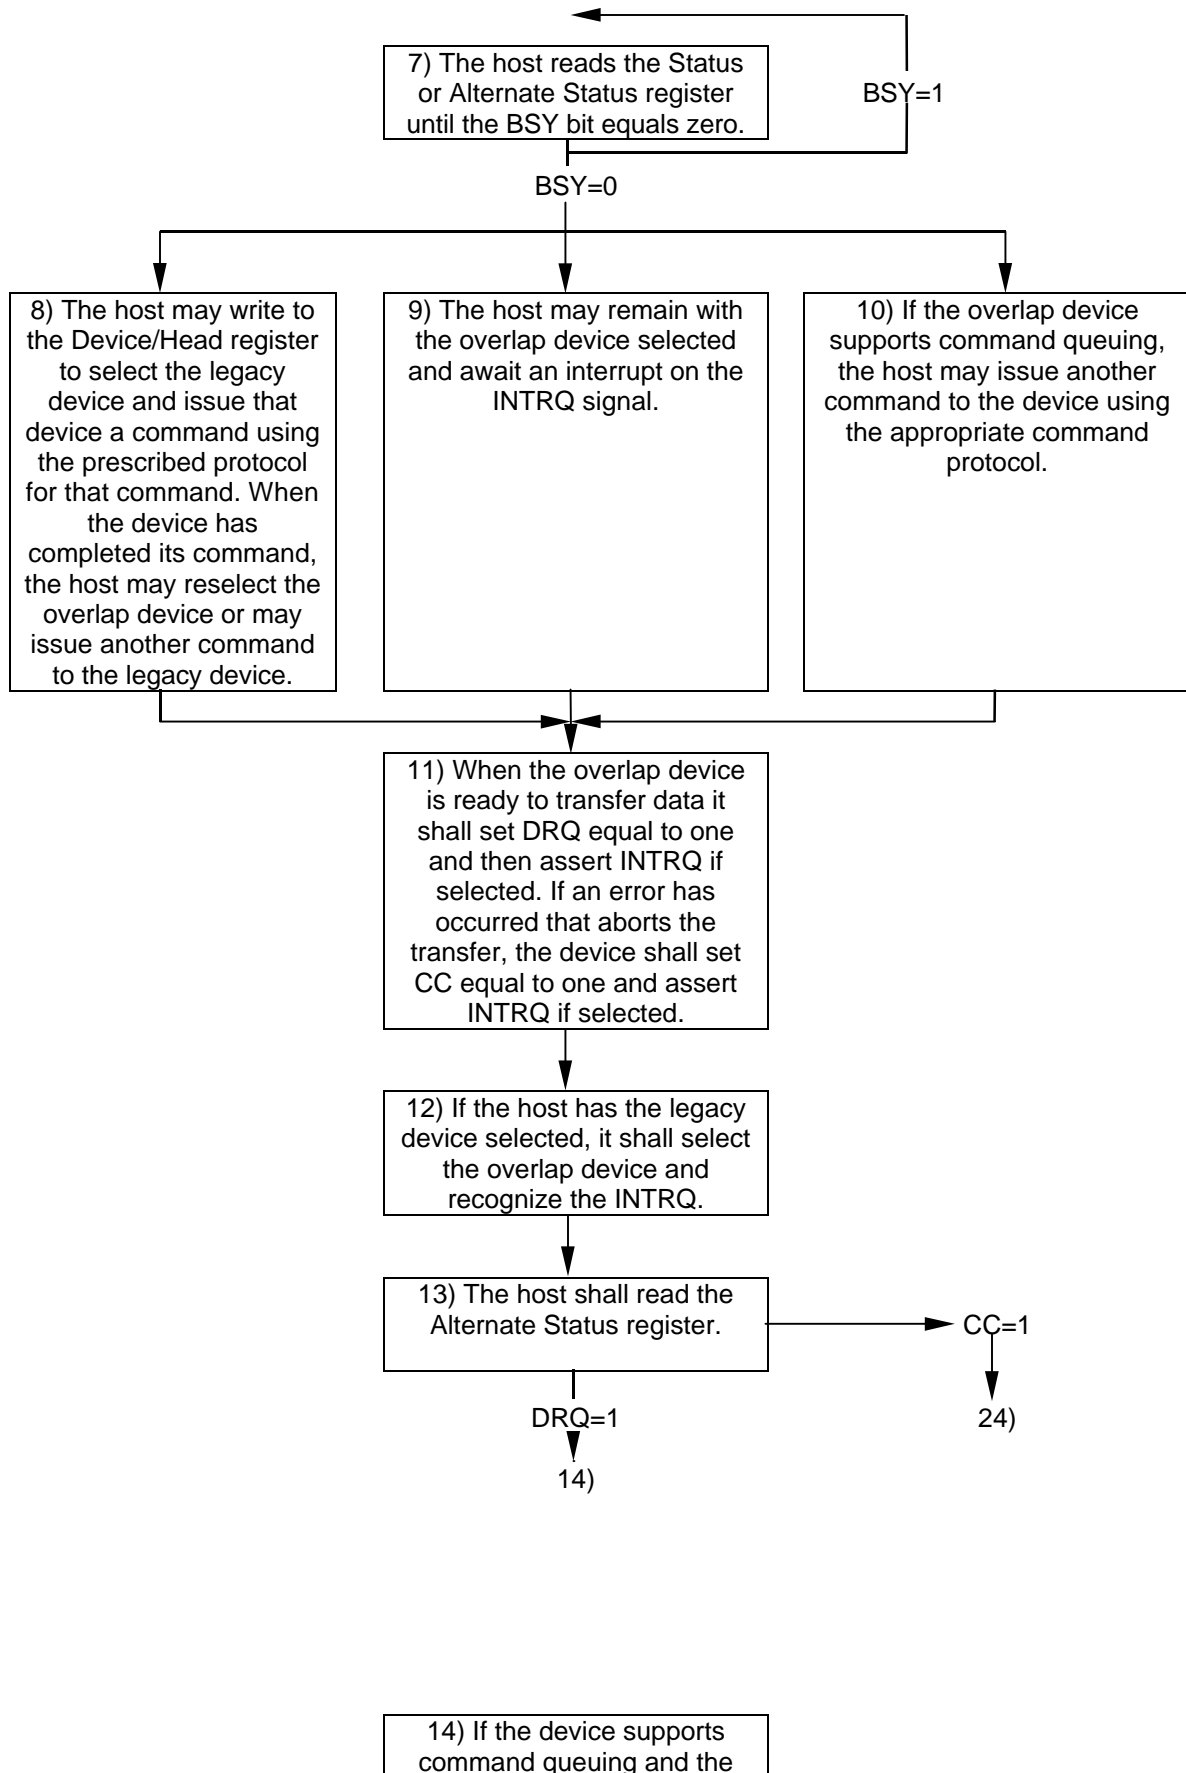 7) The host reads the Status
or Alternate Status register
until the BSY bit equals zero.
BSY=1
BSY=0
8) The host may write to
the Device/Head register
to select the legacy
device and issue that
device a command using
the prescribed protocol
for that command. When
the device has
completed its command,
the host may reselect the
overlap device or may
issue another command
to the legacy device.
9) The host may remain with
the overlap device selected
and await an interrupt on the
INTRQ signal.
10) If the overlap device
supports command queuing,
the host may issue another
command to the device using
the appropriate command
protocol.
11) When the overlap device
is ready to transfer data it
shall set DRQ equal to one
and then assert INTRQ if
selected. If an error has
occurred that aborts the
transfer, the device shall set
CC equal to one and assert
INTRQ if selected.
12) If the host has the legacy
device selected, it shall select
the overlap device and
recognize the INTRQ.
13) The host shall read the
Alternate Status register.
CC=1
DRQ=1
24)
14)
14) If the device supports
command queuing and the